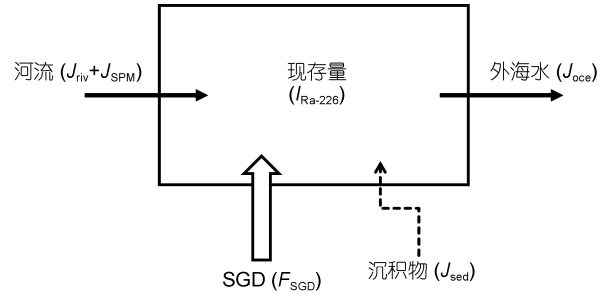 河流 (Jriv+JSPM)
现存量
(IRa-226)
外海水 (Joce)
SGD (FSGD)
沉积物 (Jsed)